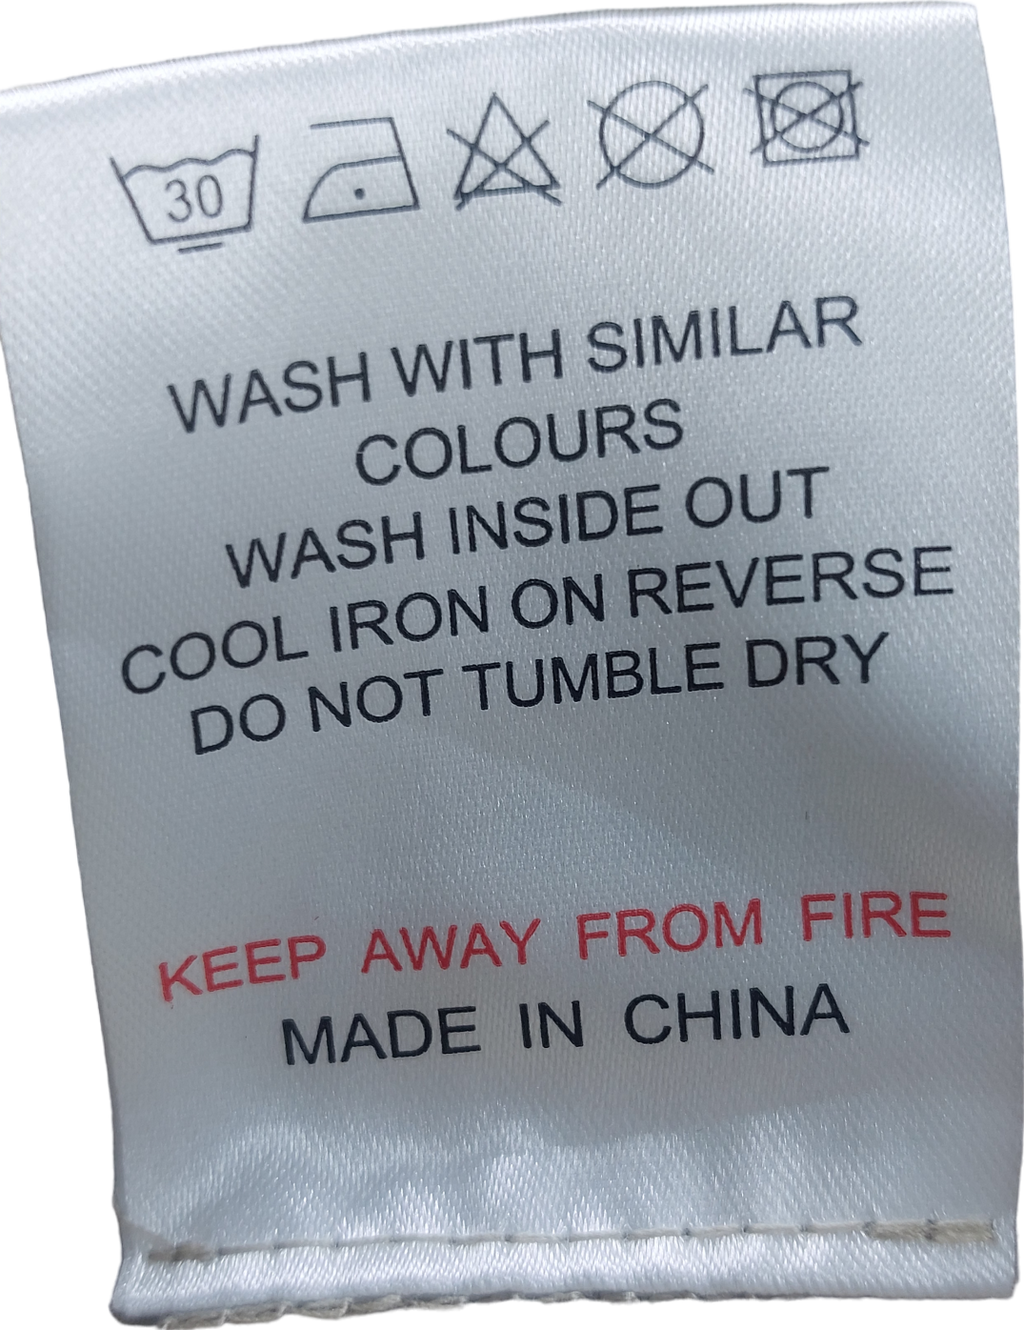 30
WASH WITH SIMILAR
COLOURS
WASH INSIDE OUT
COOL IRON ON REVERSE
DO NOT TUMBLE DRY
KEEP AWAY FROM FIRE
MADE IN CHINA